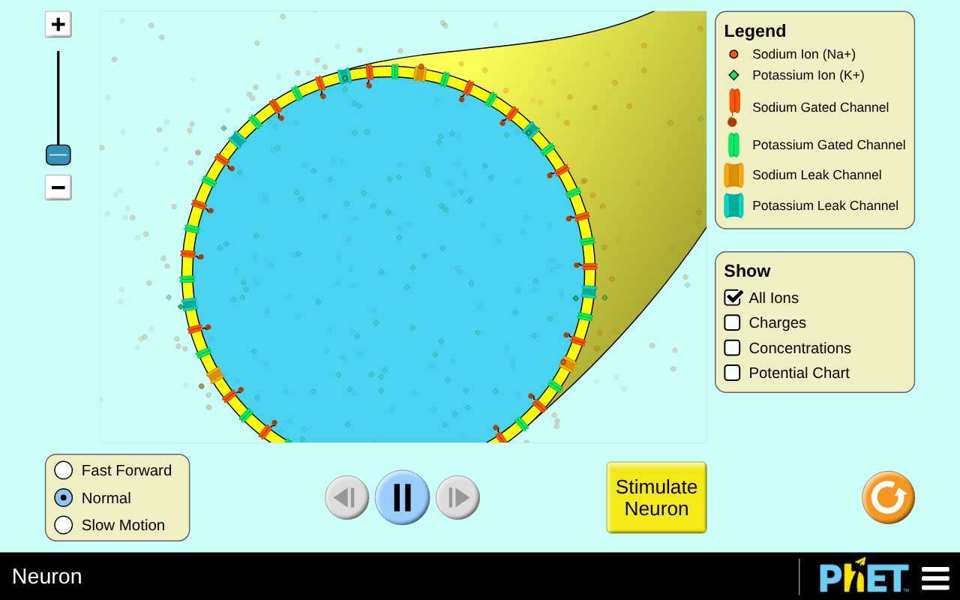 +
−
Legend
Sodium Ion (Na+)
Potassium Ion (K+)
Sodium Gated Channel
Potassium Gated Channel
Sodium Leak Channel
Potassium Leak Channel
Show
All Ions
Charges
Concentrations
Potential Chart
Fast Forward
Normal
Slow Motion
Stimulate
Neuron
Neuron
PhET